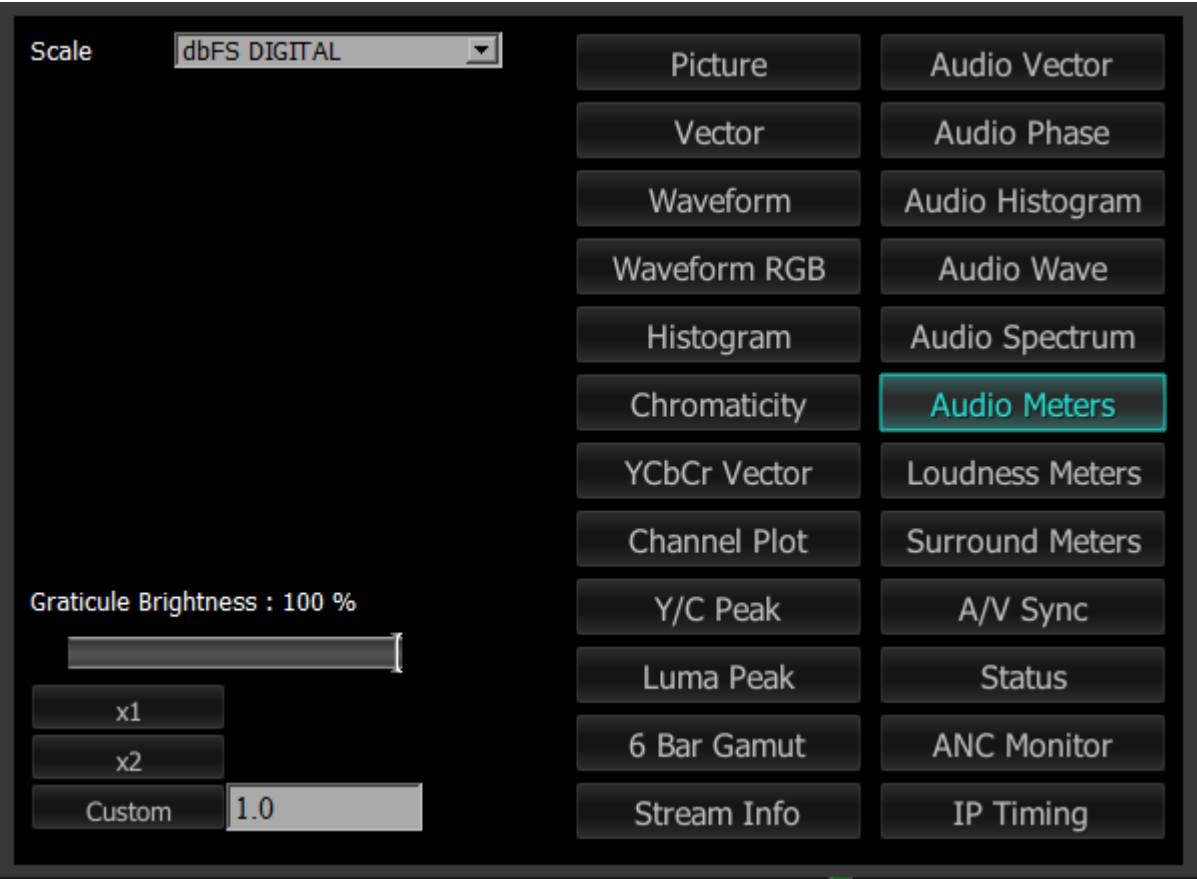 Scale
dbFS DIGITAL
Graticule Brightness : 100 %
x1
x2
Custom
1.0
Picture
Vector
Waveform
Waveform RGB
Histogram
Chromaticity
YCbCr Vector
Channel Plot
Y/C Peak
Luma Peak
6 Bar Gamut
Stream Info
Audio Vector
Audio Phase
Audio Histogram
Audio Wave
Audio Spectrum
Audio Meters
Loudness Meters
Surround Meters
A/V Sync
Status
ANC Monitor
IP Timing